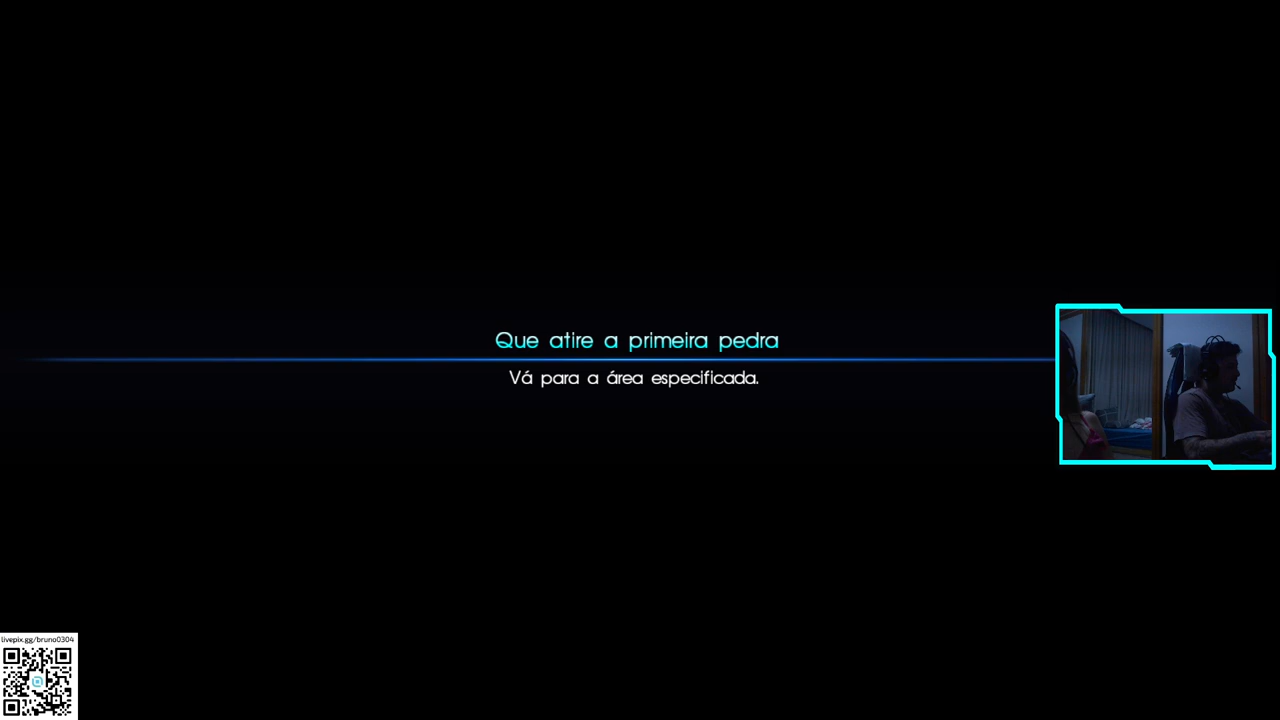 Que atire a primeira pedra
Vá para a área especificada.
livepix.gg/bruno0304